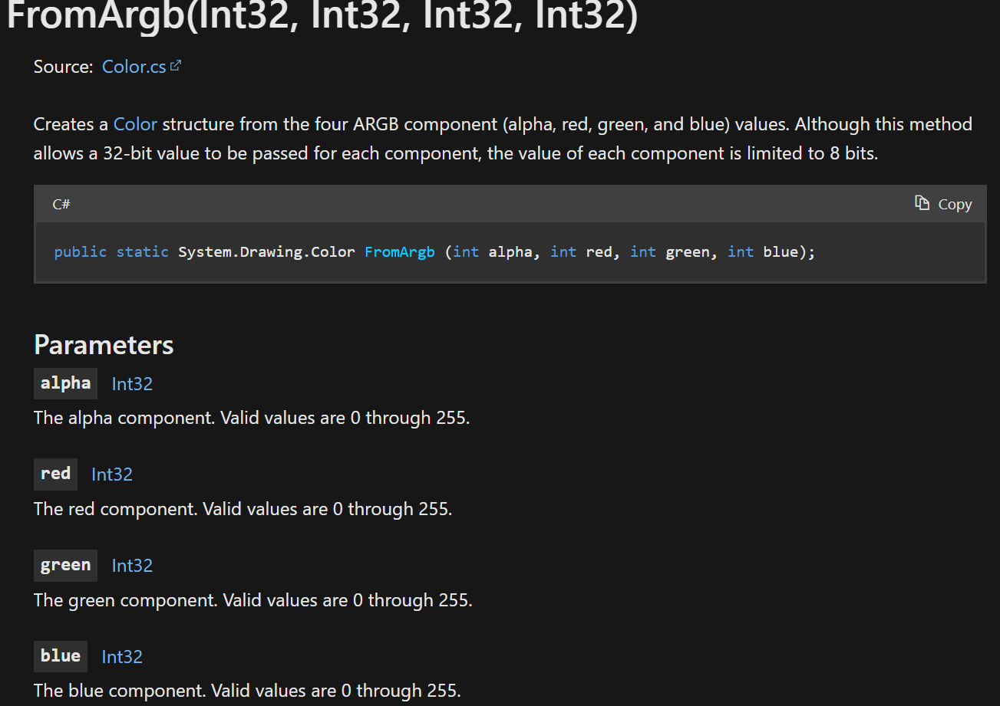 FromArgb(Int32, Int32, Int32, Int32)
Source: Color.cs
Creates a Color structure from the four ARGB component (alpha, red, green, and blue) values. Although this method
allows a 32-bit value to be passed for each component, the value of each component is limited to 8 bits.
C# Copy
public static System.Drawing.Color FromArgb (int alpha, int red, int green, int blue);
Parameters
alpha Int32
The alpha component. Valid values are 0 through 255.
red Int32
The red component. Valid values are 0 through 255.
green Int32
The green component. Valid values are 0 through 255.
blue Int32
The blue component. Valid values are 0 through 255.